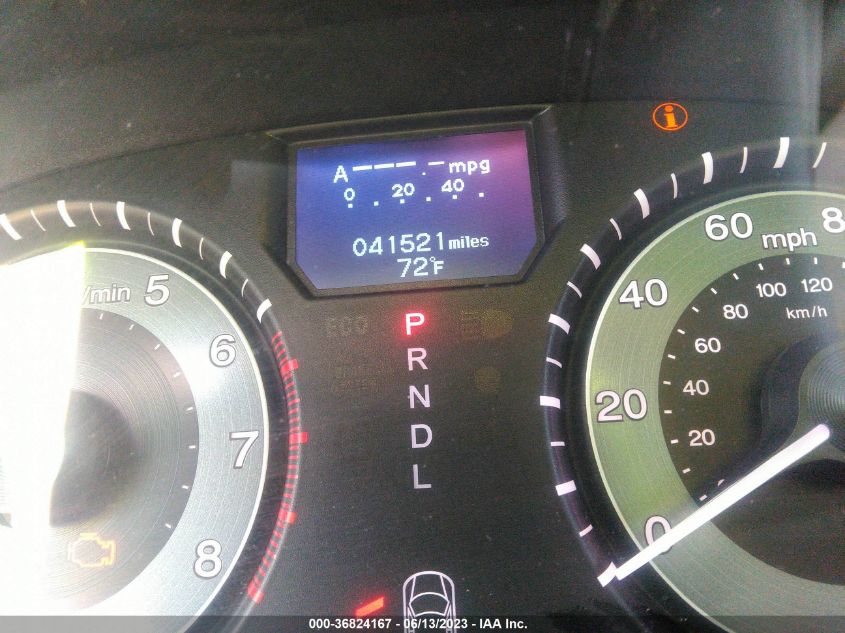 A ---.- mpg
0 . 20 . 40 .
041521 miles
72°F
ECO
P
R
N
D
L
/min
5
6
7
8
0
20
40
60
8
mph
20
40
60
80
100
120
km/h
i
000-36824167 - 06/13/2023 - IAA Inc.